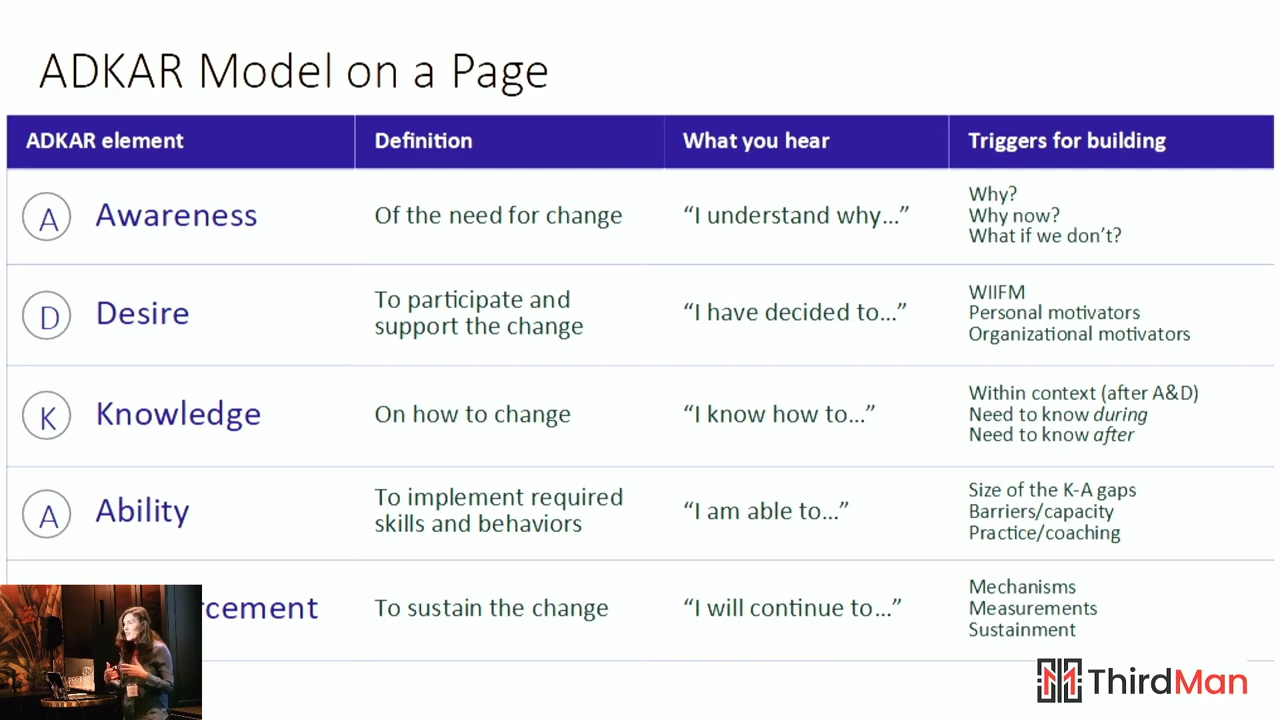 ADKAR Model on a Page
ADKAR element Definition What you hear Triggers for building
A Awareness Of the need for change “I understand why...” Why?
Why now?
What if we don’t?
D Desire To participate and
support the change “I have decided to...” WIIFM
Personal motivators
Organizational motivators
K Knowledge On how to change “I know how to...” Within context (after A&D)
Need to know during
Need to know after
A Ability To implement required
skills and behaviors “I am able to...” Size of the K-A gaps
Barriers/capacity
Practice/coaching
rcement To sustain the change “I will continue to...” Mechanisms
Measurements
Sustainment
ThirdMan